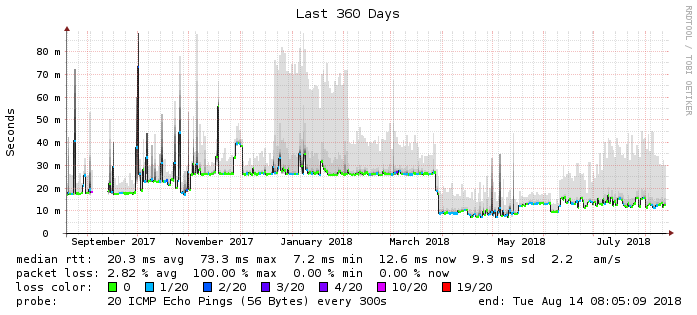 Last 360 Days
RRDTOOL / TOBI OETIKER
Seconds
80 m
70 m
60 m
50 m
40 m
30 m
20 m
10 m
0
September 2017 November 2017 January 2018 March 2018 May 2018 July 2018
median rtt: 20.3 ms avg 73.3 ms max 7.2 ms min 12.6 ms now 9.3 ms sd 2.2 am/s
packet loss: 2.82 % avg 100.00 % max 0.00 % min 0.00 % now
loss color: 0 1/20 2/20 3/20 4/20 10/20 19/20
probe: 20 ICMP Echo Pings (56 Bytes) every 300s end: Tue Aug 14 08:05:09 2018